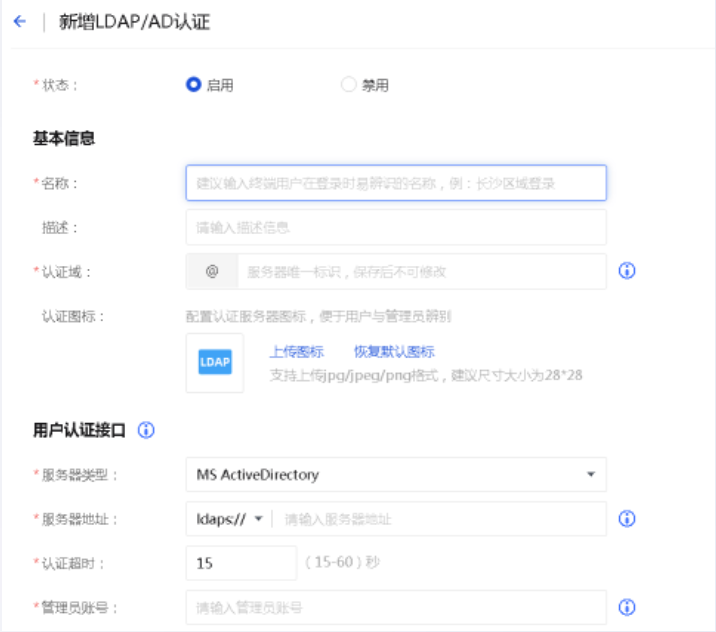 新增LDAP/AD认证
*状态： 启用 禁用
基本信息
*名称： 建议输入终端用户在登录时易辨识的名称，例：长沙区域登录
描述： 请输入描述信息
*认证域： @ 服务器唯一标识，保存后不可修改
认证图标： 配置认证服务器图标，便于用户与管理员辨别
LDAP 上传图标 恢复默认图标
支持上传jpg/jpeg/png格式，建议尺寸大小为28*28
用户认证接口
*服务器类型： MS ActiveDirectory
*服务器地址： ldaps:// 请输入服务器地址
*认证超时： 15 （15-60）秒
*管理员账号： 请输入管理员账号